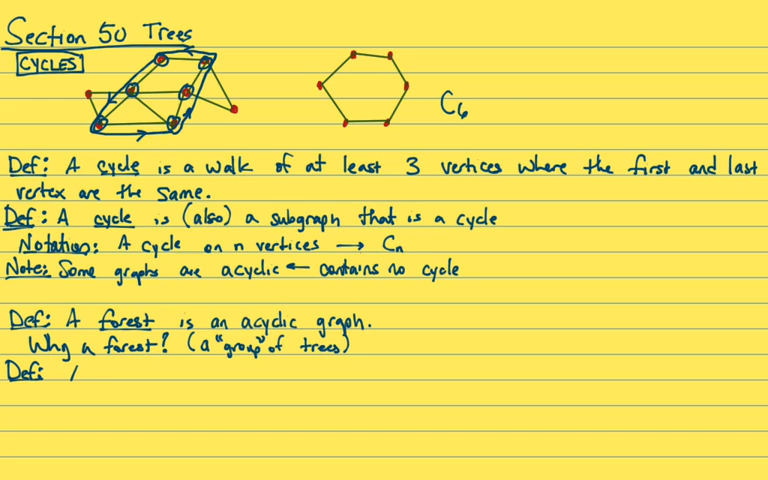 Section 50 Trees
CYCLES
C6
Def: A cycle is a walk of at least 3 vertices where the first and last
vertex are the same.
Def: A cycle is (also) a subgraph that is a cycle
Notation: A cycle on n vertices → Cn
Note: Some graphs are acyclic ← contains no cycle
Def: A forest is an acyclic graph.
Why a forest? (a "group" of trees)
Def: